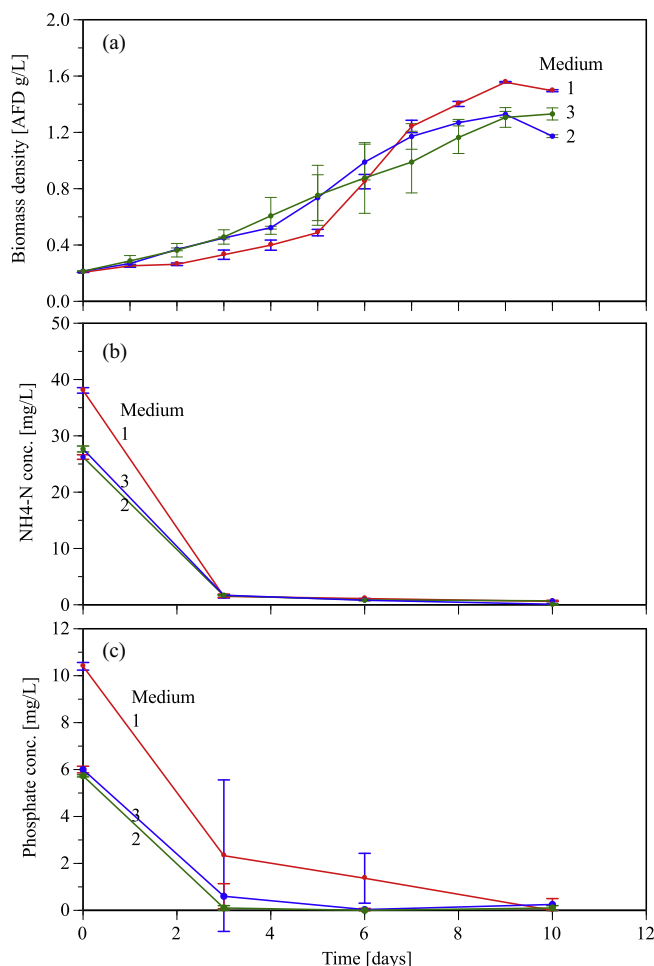 2.0
(a)
Medium
1.6
1
3
1.2
2
0.8
0.4
0.0
Biomass density [AFD g/L]
50
(b)
40
Medium
1
30
3
2
20
10
0
NH4-N conc. [mg/L]
12
(c)
10
Medium
1
8
6
3
2
4
2
0
Phosphate conc. [mg/L]
0 2 4 6 8 10 12
Time [days]